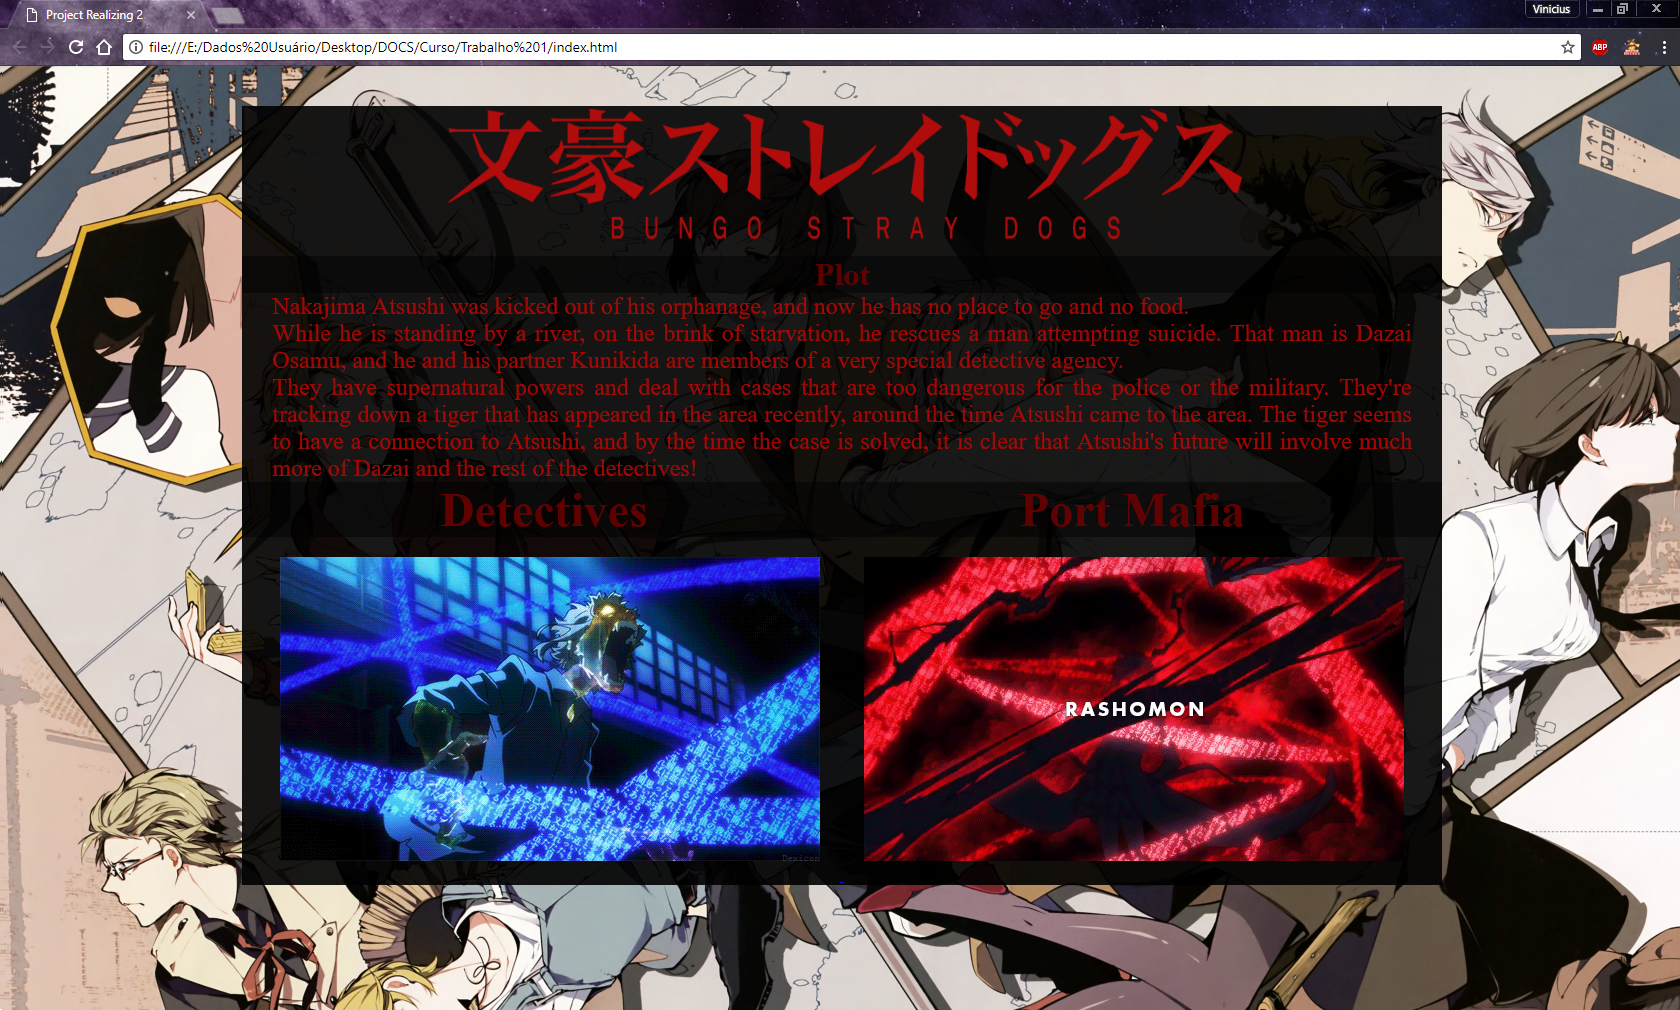 Project Realizing 2
Vinicius
file:///E:/Dados%20Usuário/Desktop/DOCS/Curso/Trabalho%201/index.html
ABP
文豪ストレイドッグス
BUNGO STRAY DOGS
Plot
Nakajima Atsushi was kicked out of his orphanage, and now he has no place to go and no food.
While he is standing by a river, on the brink of starvation, he rescues a man attempting suicide. That man is Dazai
Osamu, and he and his partner Kunikida are members of a very special detective agency.
They have supernatural powers and deal with cases that are too dangerous for the police or the military. They're
tracking down a tiger that has appeared in the area recently, around the time Atsushi came to the area. The tiger seems
to have a connection to Atsushi, and by the time the case is solved, it is clear that Atsushi's future will involve much
more of Dazai and the rest of the detectives!
Detectives
Port Mafia
RASHOMON